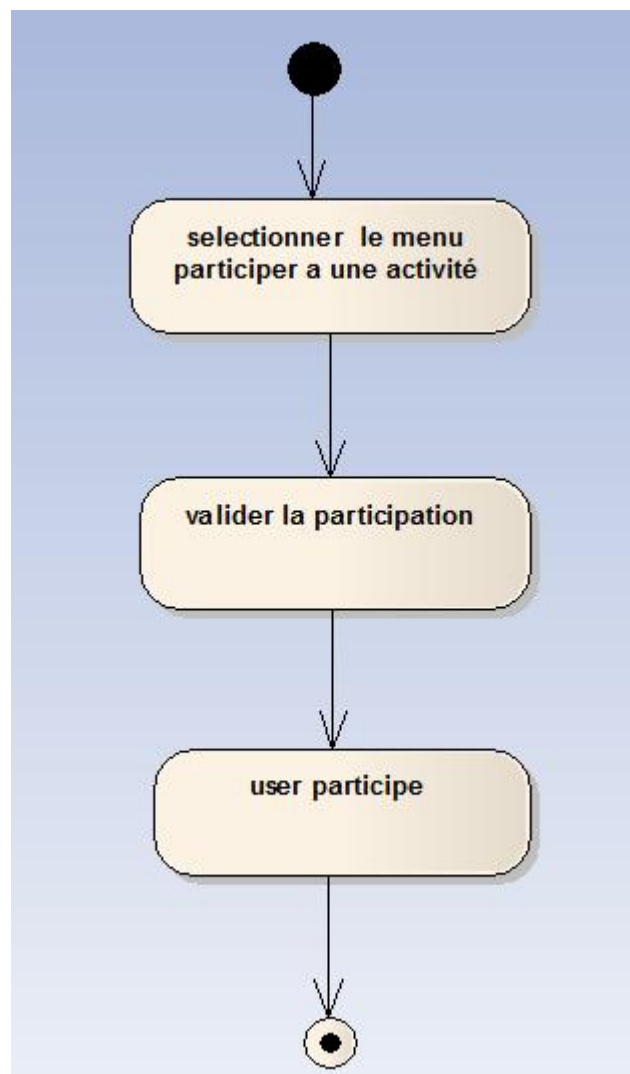 selectionner le menu
participer a une activité
valider la participation
user participe